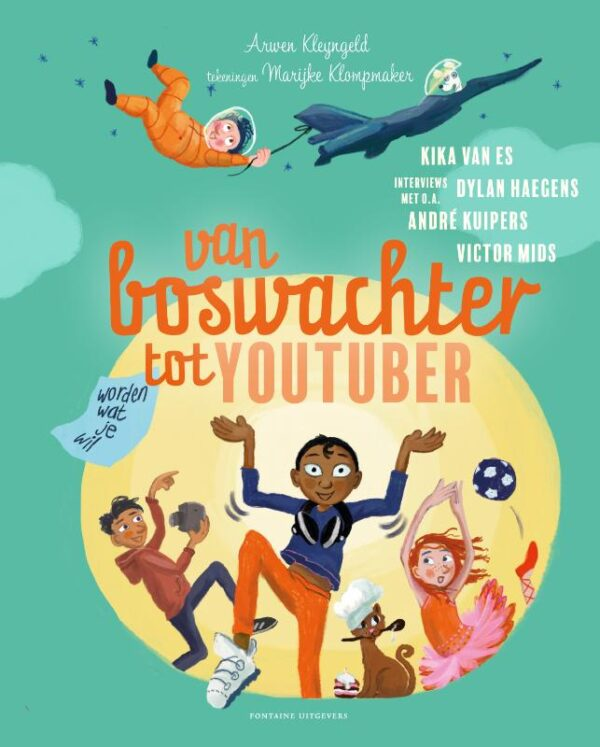 Arwen Kleyngeld
tekeningen Marijke Klompmaker
KIKA VAN ES
INTERVIEWS
MET O.A.
DYLAN HAEGENS
ANDRÉ KUIPERS
VICTOR MIDS
van
boswachter
tot YOUTUBER
worden
wat
je
wil
FONTAINE UITGEVERS